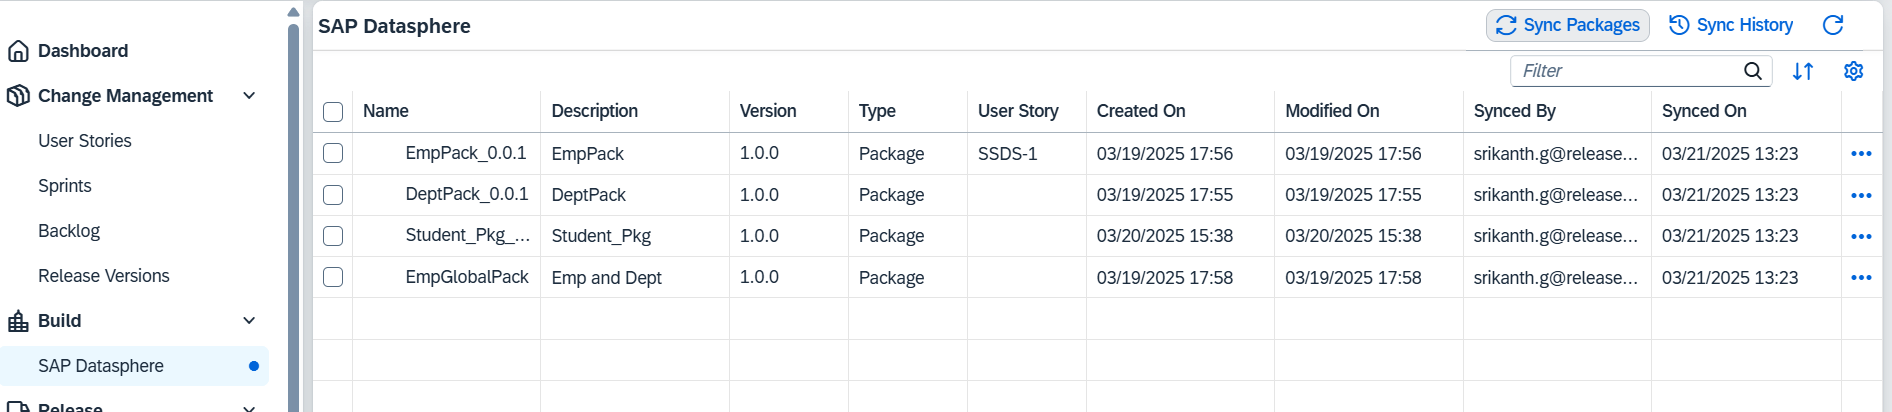 Dashboard
Change Management
User Stories
Sprints
Backlog
Release Versions
Build
SAP Datasphere
Release
SAP Datasphere
Sync Packages Sync History
Filter
Name Description Version Type User Story Created On Modified On Synced By Synced On
EmpPack_0.0.1 EmpPack 1.0.0 Package SSDS-1 03/19/2025 17:56 03/19/2025 17:56 srikanth.g@release... 03/21/2025 13:23
DeptPack_0.0.1 DeptPack 1.0.0 Package 03/19/2025 17:55 03/19/2025 17:55 srikanth.g@release... 03/21/2025 13:23
Student_Pkg_... Student_Pkg 1.0.0 Package 03/20/2025 15:38 03/20/2025 15:38 srikanth.g@release... 03/21/2025 13:23
EmpGlobalPack Emp and Dept 1.0.0 Package 03/19/2025 17:58 03/19/2025 17:58 srikanth.g@release... 03/21/2025 13:23